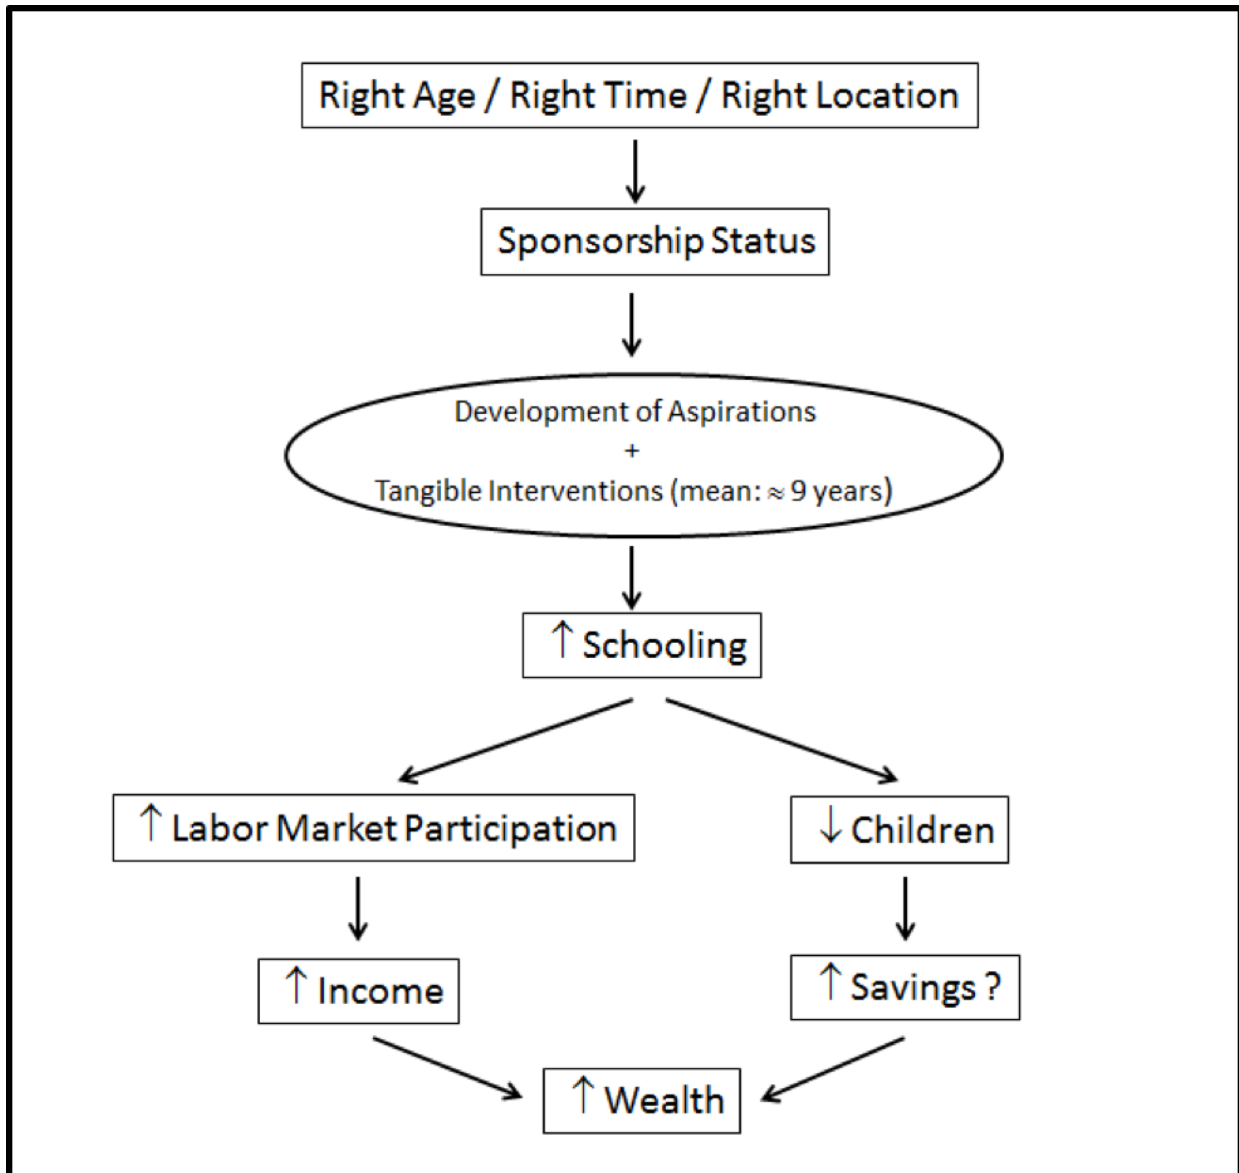 Right Age / Right Time / Right Location
Sponsorship Status
Development of Aspirations
+
Tangible Interventions (mean: ≈ 9 years)
↑ Schooling
↑ Labor Market Participation
↓ Children
↑ Income
↑ Savings ?
↑ Wealth